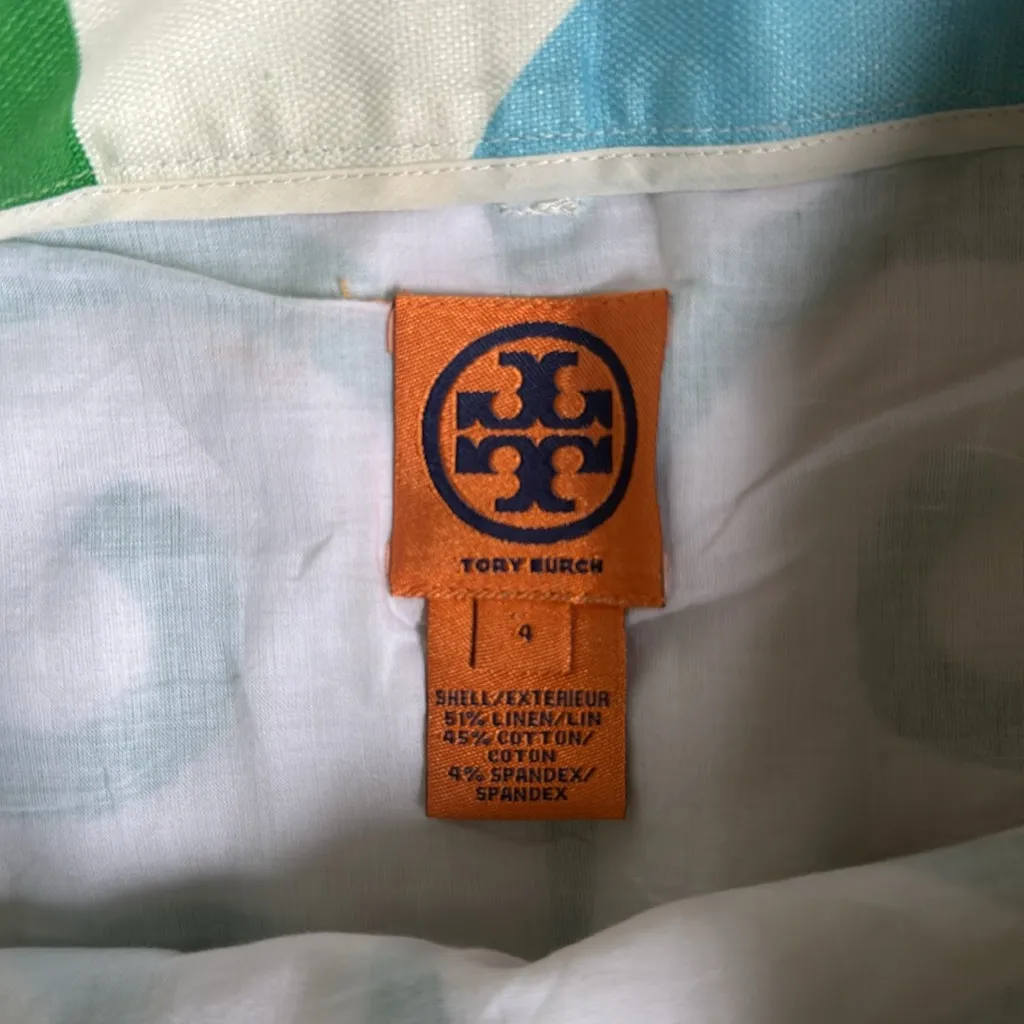 TORY BURCH
4
SHELL/EXTERIEUR
51% LINEN/LIN
45% COTTON/
COTON
4% SPANDEX/
SPANDEX